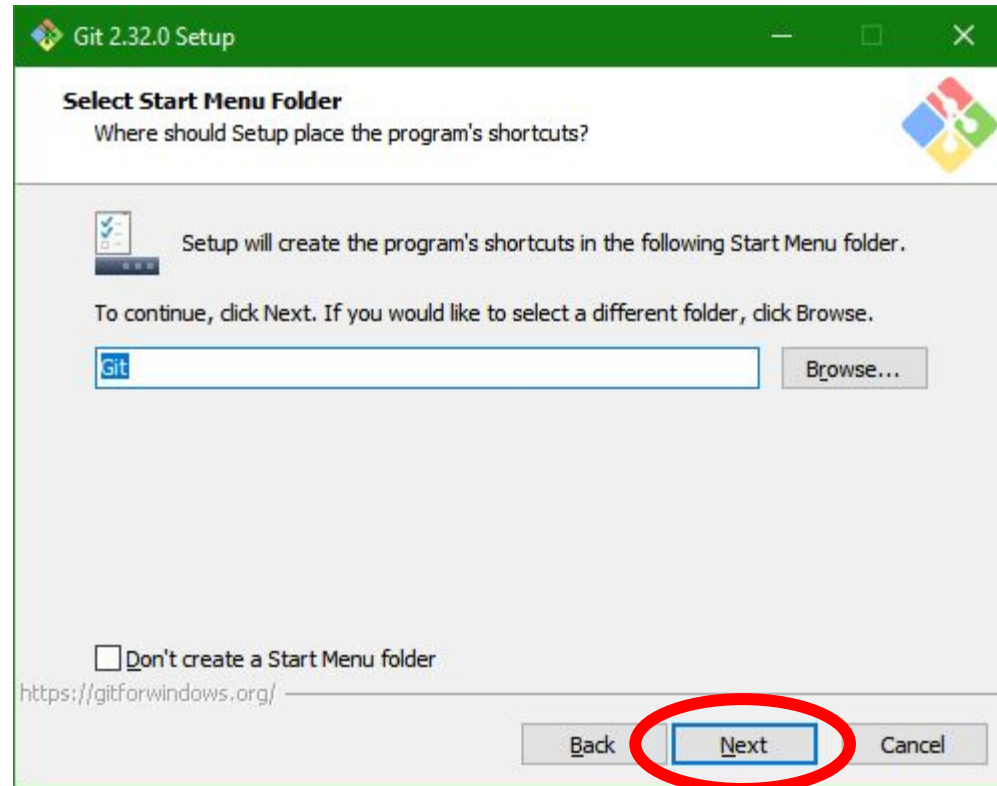 Git 2.32.0 Setup
Select Start Menu Folder
Where should Setup place the program's shortcuts?
Setup will create the program's shortcuts in the following Start Menu folder.
To continue, click Next. If you would like to select a different folder, click Browse.
Git
Browse...
Don't create a Start Menu folder
https://gitforwindows.org/
Back
Next
Cancel